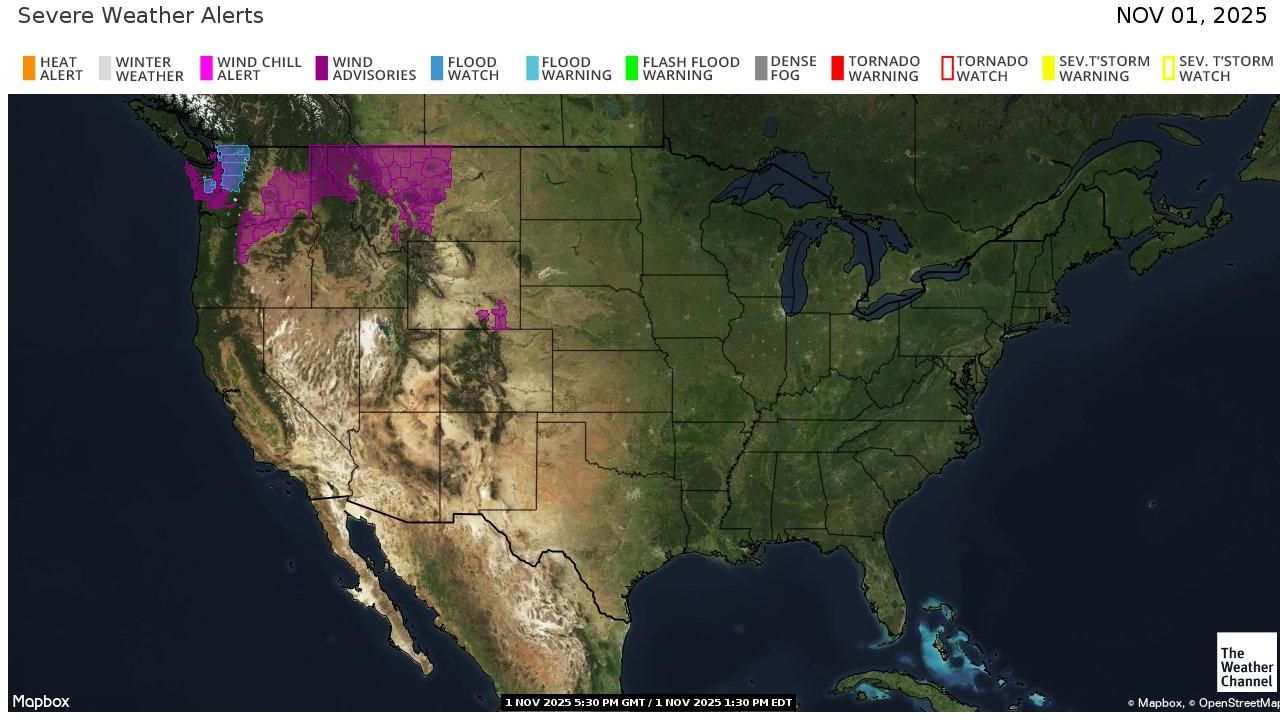 Severe Weather Alerts
NOV 01, 2025
HEAT
ALERT
WINTER
WEATHER
WIND CHILL
ALERT
WIND
ADVISORIES
FLOOD
WATCH
FLOOD
WARNING
FLASH FLOOD
WARNING
DENSE
FOG
TORNADO
WARNING
TORNADO
WATCH
SEV.T'STORM
WARNING
SEV. T'STORM
WATCH
The
Weather
Channel
Mapbox
1 NOV 2025 5:30 PM GMT / 1 NOV 2025 1:30 PM EDT
© Mapbox, © OpenStreetMap